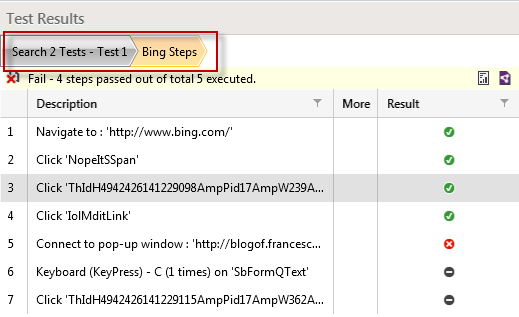 Test Results
Search 2 Tests - Test 1 Bing Steps
Fail - 4 steps passed out of total 5 executed.
Description More Result
1 Navigate to : 'http://www.bing.com/'
2 Click 'NopeItSSpan'
3 Click 'ThIdH4942426141229098AmpPid17AmpW239A...
4 Click 'IolMditLink'
5 Connect to pop-up window : 'http://blogof.francesc...
6 Keyboard (KeyPress) - C (1 times) on 'SbFormQText'
7 Click 'ThIdH4942426141229115AmpPid17AmpW362A...